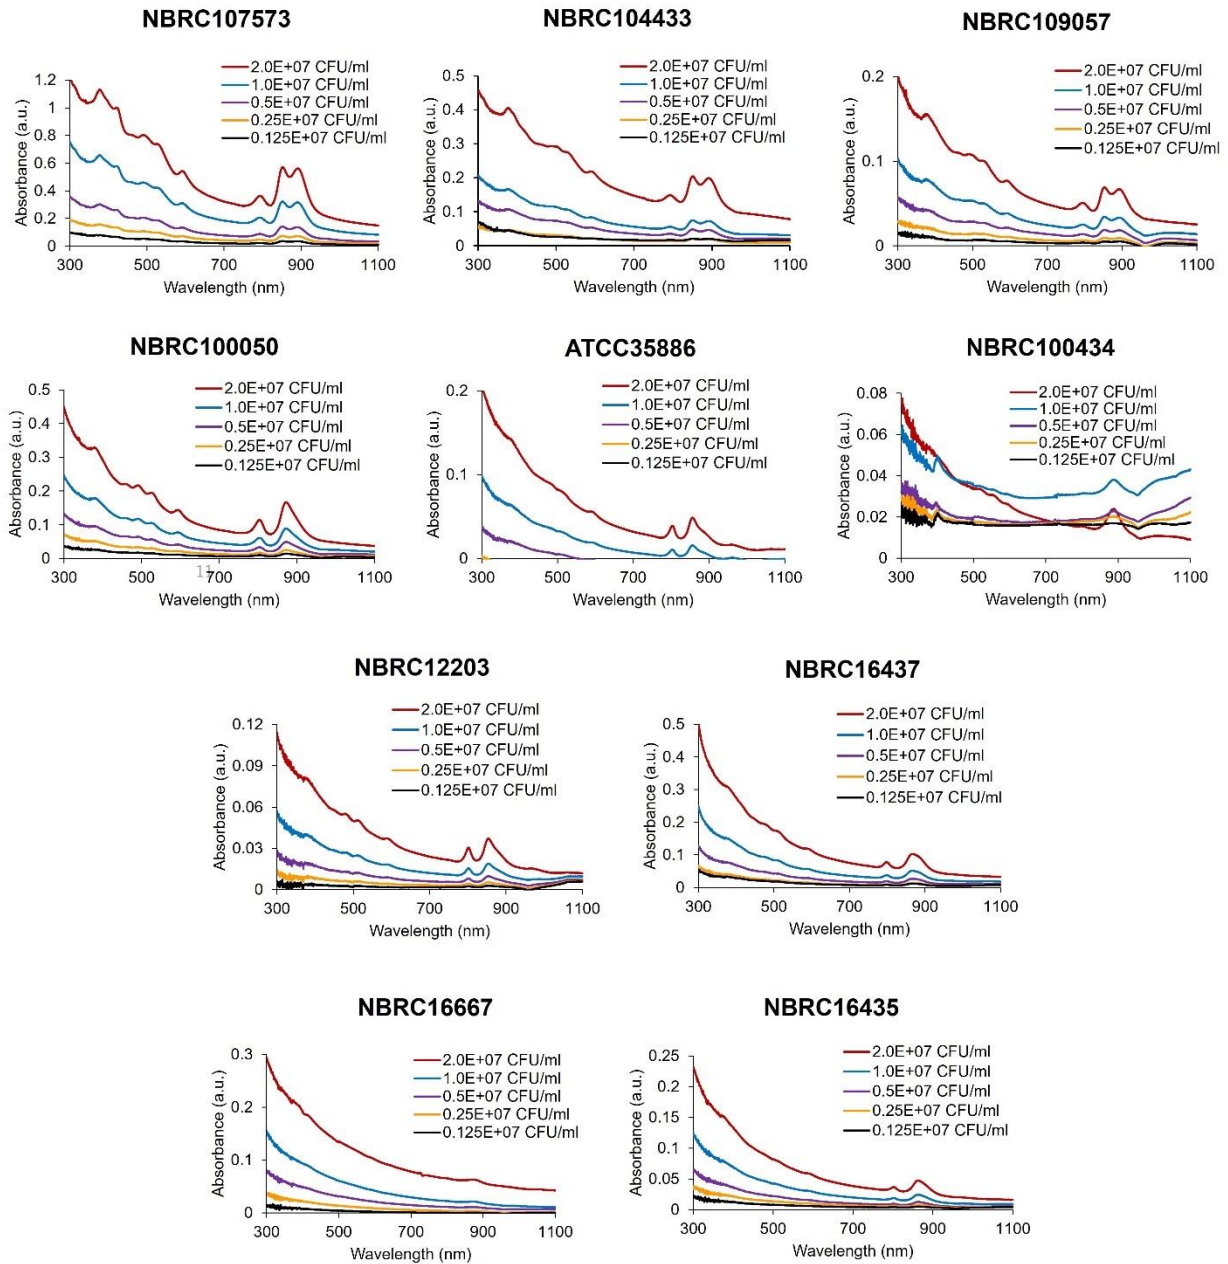 NBRC107573
2.0E+07 CFU/ml
1.0E+07 CFU/ml
0.5E+07 CFU/ml
0.25E+07 CFU/ml
0.125E+07 CFU/ml
Absorbance (a.u.)
1.2
1
0.8
0.6
0.4
0.2
0
300 500 700 900 1100
Wavelength (nm)
NBRC104433
2.0E+07 CFU/ml
1.0E+07 CFU/ml
0.5E+07 CFU/ml
0.25E+07 CFU/ml
0.125E+07 CFU/ml
Absorbance (a.u.)
0.5
0.4
0.3
0.2
0.1
0
300 500 700 900 1100
Wavelength (nm)
NBRC109057
2.0E+07 CFU/ml
1.0E+07 CFU/ml
0.5E+07 CFU/ml
0.25E+07 CFU/ml
0.125E+07 CFU/ml
Absorbance (a.u.)
0.2
0.1
0
300 500 700 900 1100
Wavelength (nm)
NBRC100050
2.0E+07 CFU/ml
1.0E+07 CFU/ml
0.5E+07 CFU/ml
0.25E+07 CFU/ml
0.125E+07 CFU/ml
Absorbance (a.u.)
0.5
0.4
0.3
0.2
0.1
0
300 500 700 900 1100
11
Wavelength (nm)
ATCC35886
2.0E+07 CFU/ml
1.0E+07 CFU/ml
0.5E+07 CFU/ml
0.25E+07 CFU/ml
0.125E+07 CFU/ml
Absorbance (a.u.)
0.2
0.1
0
300 500 700 900 1100
Wavelength (nm)
NBRC100434
2.0E+07 CFU/ml
1.0E+07 CFU/ml
0.5E+07 CFU/ml
0.25E+07 CFU/ml
0.125E+07 CFU/ml
Absorbance (a.u.)
0.08
0.06
0.04
0.02
0
300 500 700 900 1100
Wavelength (nm)
NBRC12203
2.0E+07 CFU/ml
1.0E+07 CFU/ml
0.5E+07 CFU/ml
0.25E+07 CFU/ml
0.125E+07 CFU/ml
Absorbance (a.u.)
0.12
0.09
0.06
0.03
0
300 500 700 900 1100
Wavelength (nm)
NBRC16437
2.0E+07 CFU/ml
1.0E+07 CFU/ml
0.5E+07 CFU/ml
0.25E+07 CFU/ml
0.125E+07 CFU/ml
Absorbance (a.u.)
0.5
0.4
0.3
0.2
0.1
0
300 500 700 900 1100
Wavelength (nm)
NBRC16667
2.0E+07 CFU/ml
1.0E+07 CFU/ml
0.5E+07 CFU/ml
0.25E+07 CFU/ml
0.125E+07 CFU/ml
Absorbance (a.u.)
0.3
0.2
0.1
0
300 500 700 900 1100
Wavelength (nm)
NBRC16435
2.0E+07 CFU/ml
1.0E+07 CFU/ml
0.5E+07 CFU/ml
0.25E+07 CFU/ml
0.125E+07 CFU/ml
Absorbance (a.u.)
0.25
0.2
0.15
0.1
0.05
0
300 500 700 900 1100
Wavelength (nm)